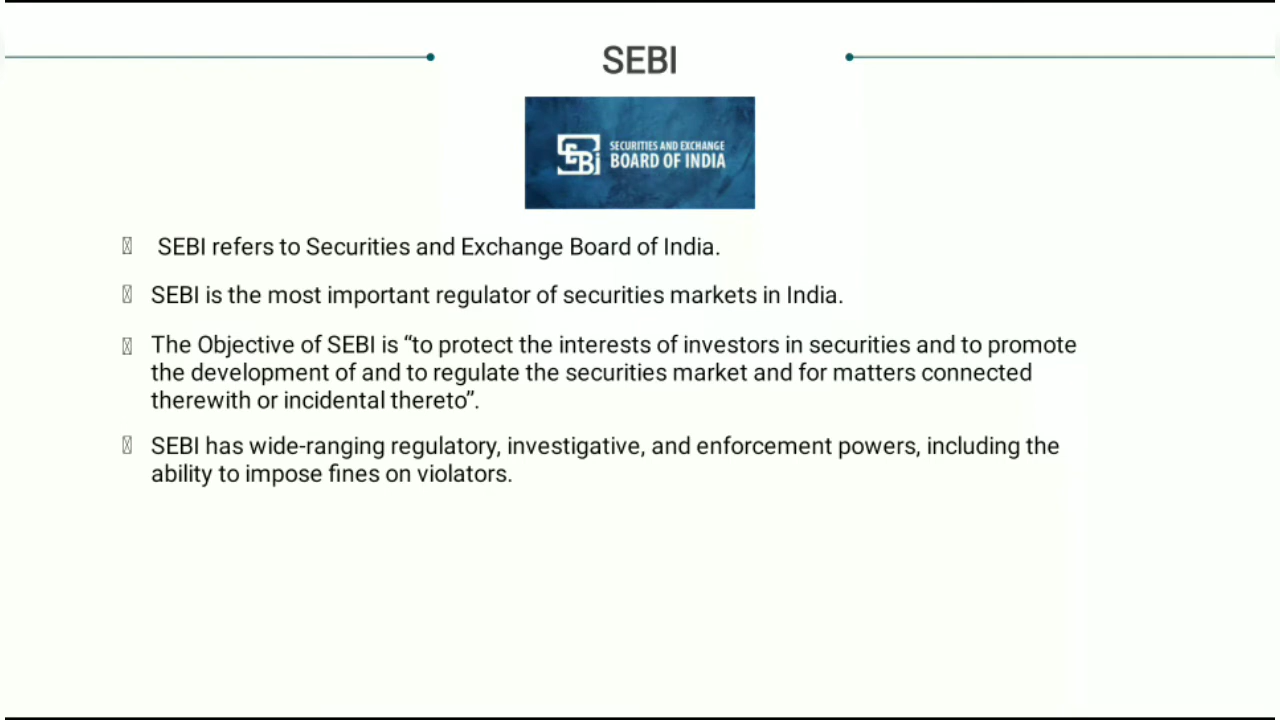 SEBI
SEBi
SECURITIES AND EXCHANGE
BOARD OF INDIA
SEBI refers to Securities and Exchange Board of India.
SEBI is the most important regulator of securities markets in India.
The Objective of SEBI is “to protect the interests of investors in securities and to promote
the development of and to regulate the securities market and for matters connected
therewith or incidental thereto”.
SEBI has wide-ranging regulatory, investigative, and enforcement powers, including the
ability to impose fines on violators.